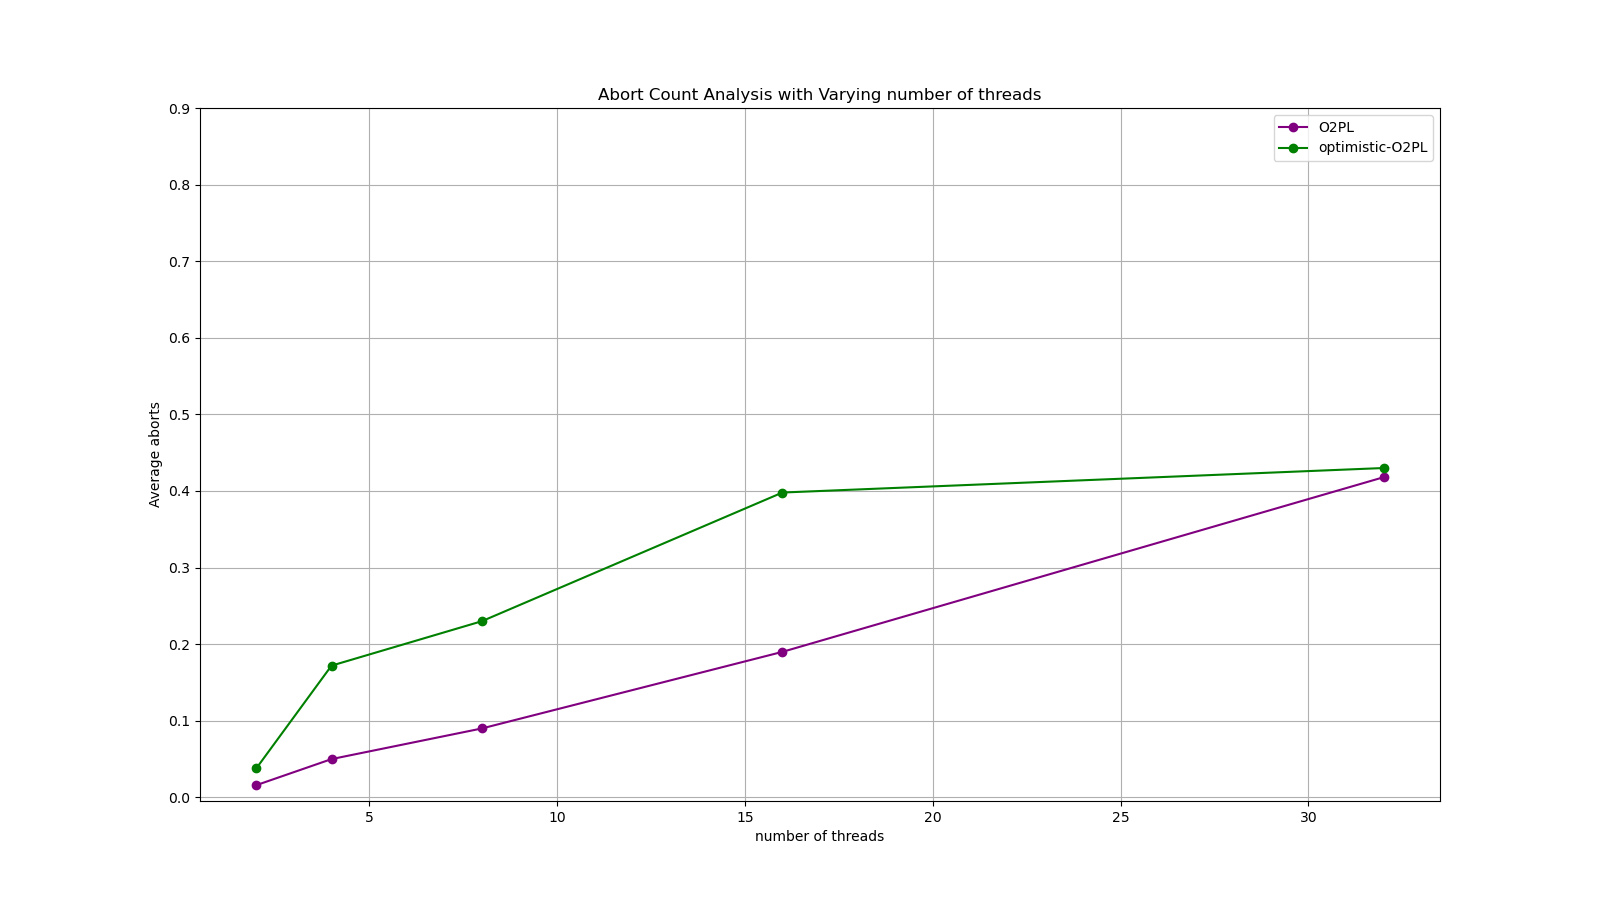 Abort Count Analysis with Varying number of threads
O2PL
optimistic-O2PL
0.9
0.8
0.7
0.6
0.5
0.4
0.3
0.2
0.1
0.0
Average aborts
5 10 15 20 25 30
number of threads